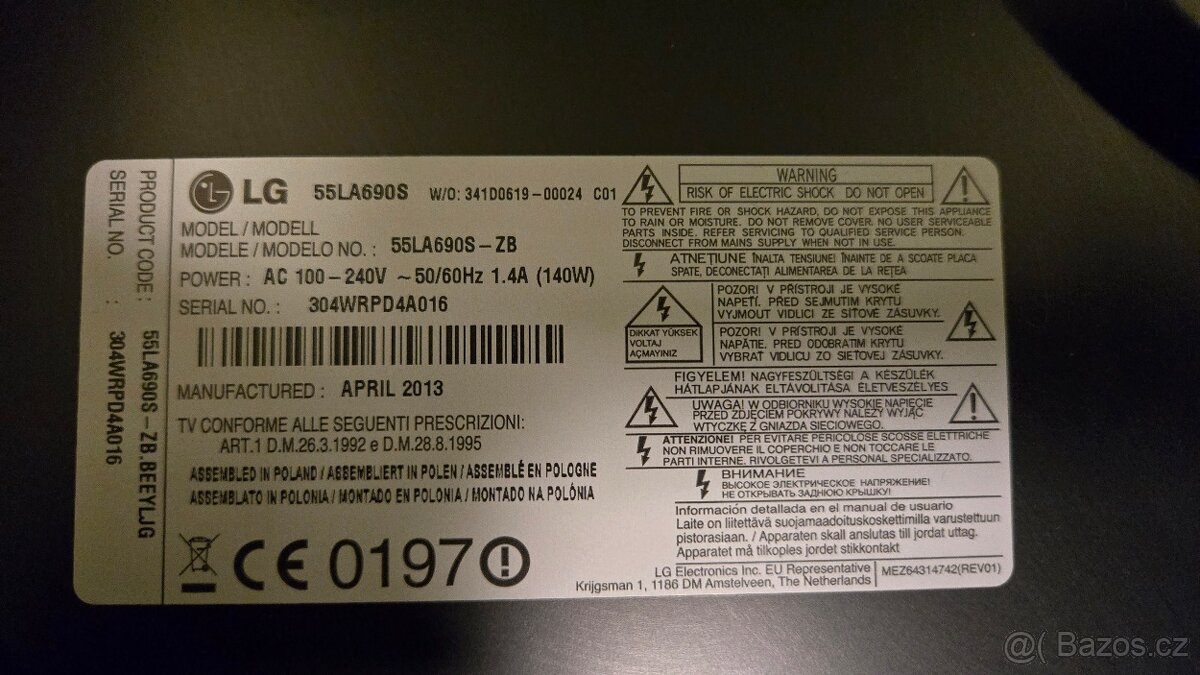 PRODUCT CODE : 55LA690S-ZB.BEEYLJG
SERIAL NO. : 304WRPD4A016
LG 55LA690S W/O: 341D0619-00024 C01
MODEL / MODELL
MODELE / MODELO NO. : 55LA690S-ZB
POWER : AC 100-240V ~50/60Hz 1.4A (140W)
SERIAL NO. : 304WRPD4A016
MANUFACTURED : APRIL 2013
TV CONFORME ALLE SEGUENTI PRESCRIZIONI:
ART.1 D.M.26.3.1992 e D.M.28.8.1995
ASSEMBLED IN POLAND / ASSEMBLIERT IN POLEN / ASSEMBLÉ EN POLOGNE
ASSEMBLATO IN POLONIA / MONTADO EN POLONIA / MONTADO NA POLÔNIA
CE 0197
WARNING
RISK OF ELECTRIC SHOCK DO NOT OPEN
TO PREVENT FIRE OR SHOCK HAZARD, DO NOT EXPOSE THIS APPLIANCE
TO RAIN OR MOISTURE. DO NOT REMOVE COVER. NO USER SERVICEABLE
PARTS INSIDE. REFER SERVICING TO QUALIFIED SERVICE PERSON.
DISCONNECT FROM MAINS SUPPLY WHEN NOT IN USE.
ATNEŢIUNE ÎNALTA TENSIUNE! ÎNAINTE DE A SCOATE PLACA
SPATE, DECONECTAŢI ALIMENTAREA DE LA REŢEA
DIKKAT YÜKSEK
VOLTAJ
AÇMAYINIZ
POZOR! V PŘÍSTROJI JE VYSOKÉ
NAPETÍ. PŘED SEJMUTIM KRYTU
VYJMOUT VIDLICI ZE SÍŤOVÉ ZÁSUVKY.
POZOR! V PRÍSTROJI JE VYSOKÉ
NAPÄTIE. PRED ODOBRATIM KRYTU
VYBRAŤ VIDLICU ZO SIEŤOVEJ ZÁSUVKY.
FIGYELEM! NAGYFESZÜLTSÉG! A KÉSZÜLÉK
HÁTLAPJÁNAK ELTÁVOLÍTÁSA ÉLETVESZÉLYES
UWAGA! W ODBIORNIKU WYSOKIE NAPIĘCIE
PRZED ZDJĘCIEM POKRYWY NALEŻY WYJĄĆ
WTYCZKĘ Z GNIAZDA SIECIOWEGO.
ATTENZIONE! PER EVITARE PERICOLOSE SCOSSE ELETTRICHE
NON RIMUOVERE IL COPERCHIO E NON TOCCARE LE
PARTI INTERNE. RIVOLGETEVI A PERSONAL SPECIALIZZATO.
ВНИМАНИЕ
ВЫСОКОЕ ЭЛЕКТРИЧЕСКОЕ НАПРЯЖЕНИЕ!
НЕ ОТКРЫВАТЬ ЗАДНЮЮ КРЫШКУ!
Información detallada en el manual de usuario
Laite on liitettävä suojamaadoituskoskettimilla varustettuun
pistorasiaan. / Apparaten skall anslutas till jordat uttag.
Apparatet må tilkoples jordet stikkontakt
LG Electronics Inc. EU Representative
Krijgsman 1, 1186 DM Amstelveen, The Netherlands
MEZ64314742(REV01)
@( Bazos.cz